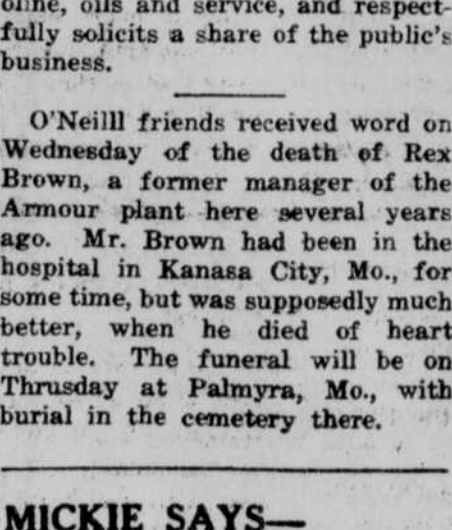 oline, oils and service, and respect-
fully solicits a share of the public's
business.
O'Neilll friends received word on
Wednesday of the death of Rex
Brown, a former manager of the
Armour plant here several years
ago. Mr. Brown had been in the
hospital in Kanasa City, Mo., for
some time, but was supposedly much
better, when he died of heart
trouble. The funeral will be on
Thrusday at Palmyra, Mo., with
burial in the cemetery there.
MICKIE SAYS—